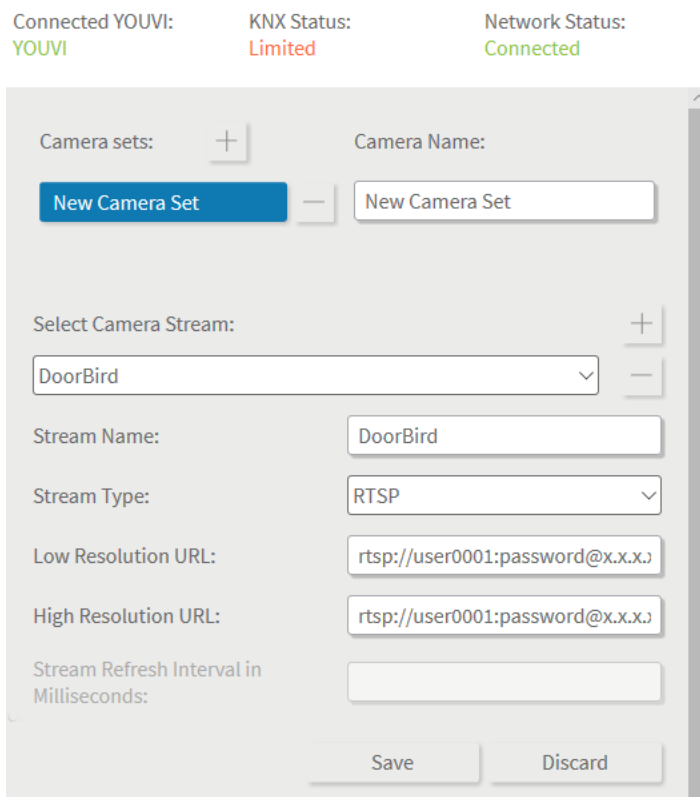 Connected YOUVI: KNX Status: Network Status:
YOUVI Limited Connected
Camera sets: + Camera Name:
New Camera Set — New Camera Set
Select Camera Stream: +
DoorBird —
Stream Name: DoorBird
Stream Type: RTSP
Low Resolution URL: rtsp://user0001:password@x.x.x.x
High Resolution URL: rtsp://user0001:password@x.x.x.x
Stream Refresh Interval in
Milliseconds:
Save Discard